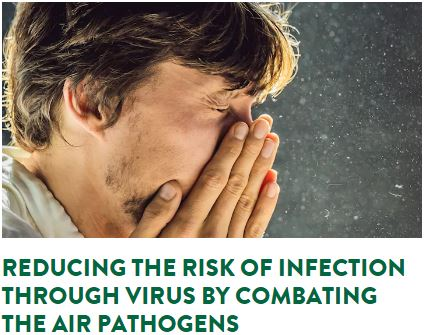 REDUCING THE RISK OF INFECTION
THROUGH VIRUS BY COMBATING
THE AIR PATHOGENS